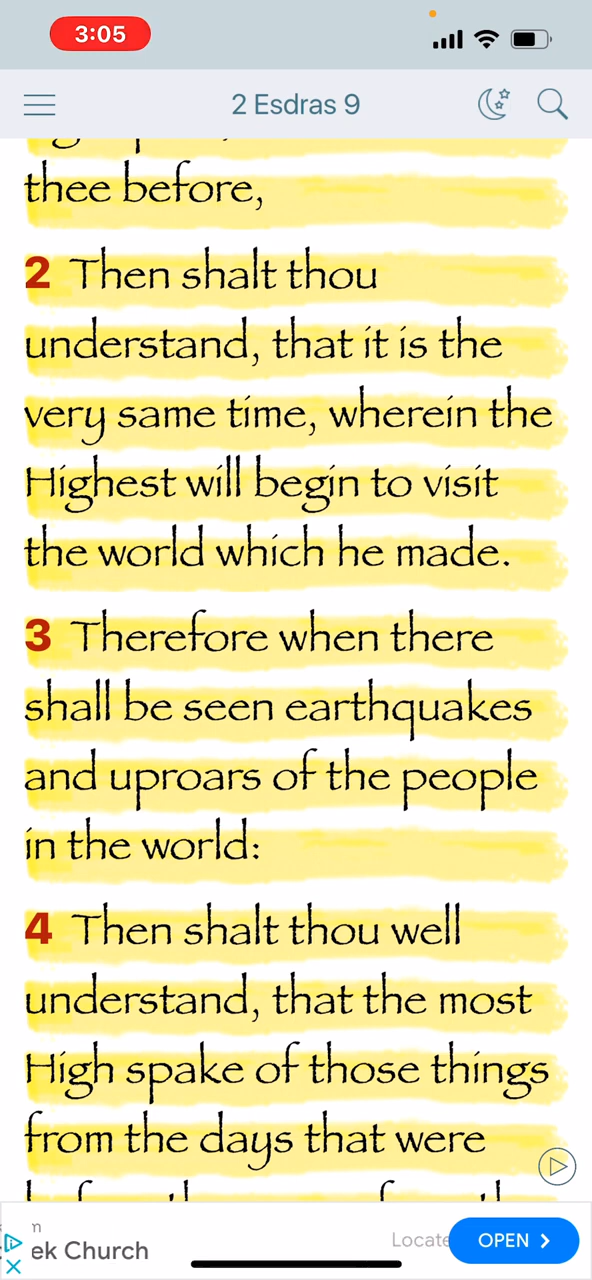 3:05
2 Esdras 9
thee before,
2 Then shalt thou
understand, that it is the
very same time, wherein the
Highest will begin to visit
the world which he made.
3 Therefore when there
shall be seen earthquakes
and uproars of the people
in the world:
4 Then shalt thou well
understand, that the most
High spake of those things
from the days that were
m
ek Church
Locate
OPEN